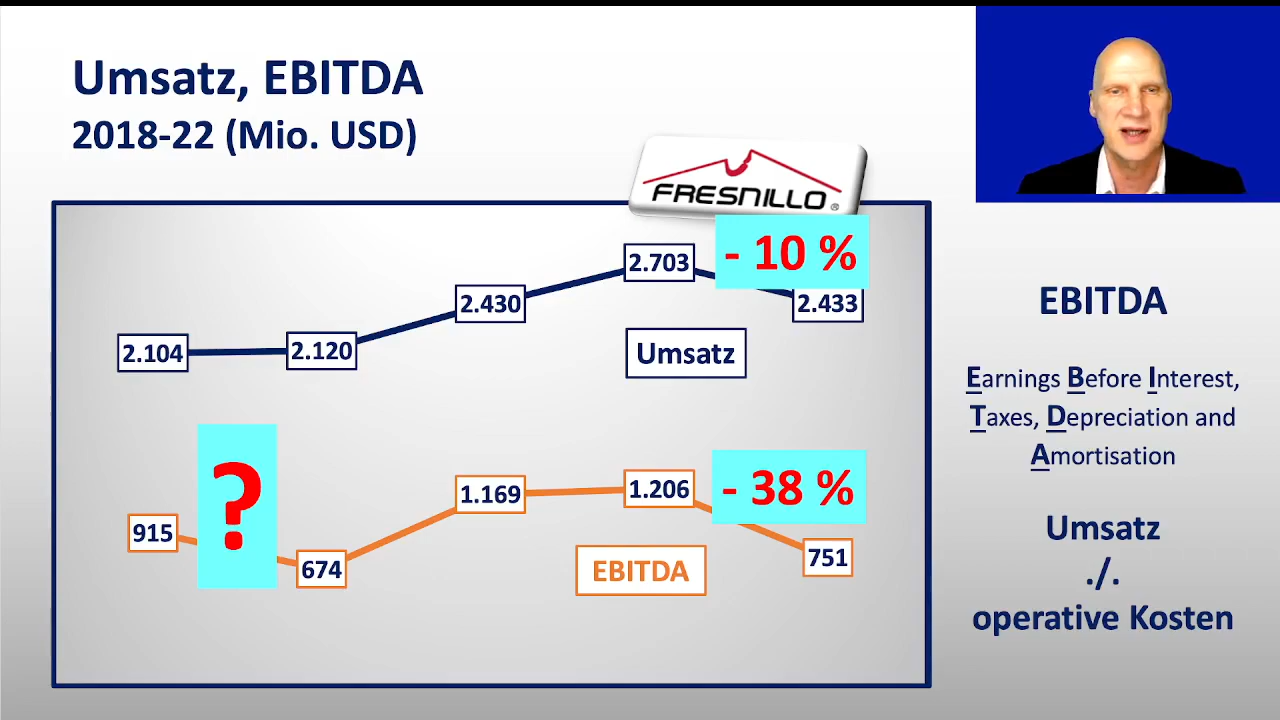 Umsatz, EBITDA
2018-22 (Mio. USD)
FRESNILLO ®
- 10 %
2.703
2.430
2.433
2.104
2.120
Umsatz
?
- 38 %
1.169
1.206
915
674
751
EBITDA
EBITDA
Earnings Before Interest,
Taxes, Depreciation and
Amortisation
Umsatz
./.
operative Kosten